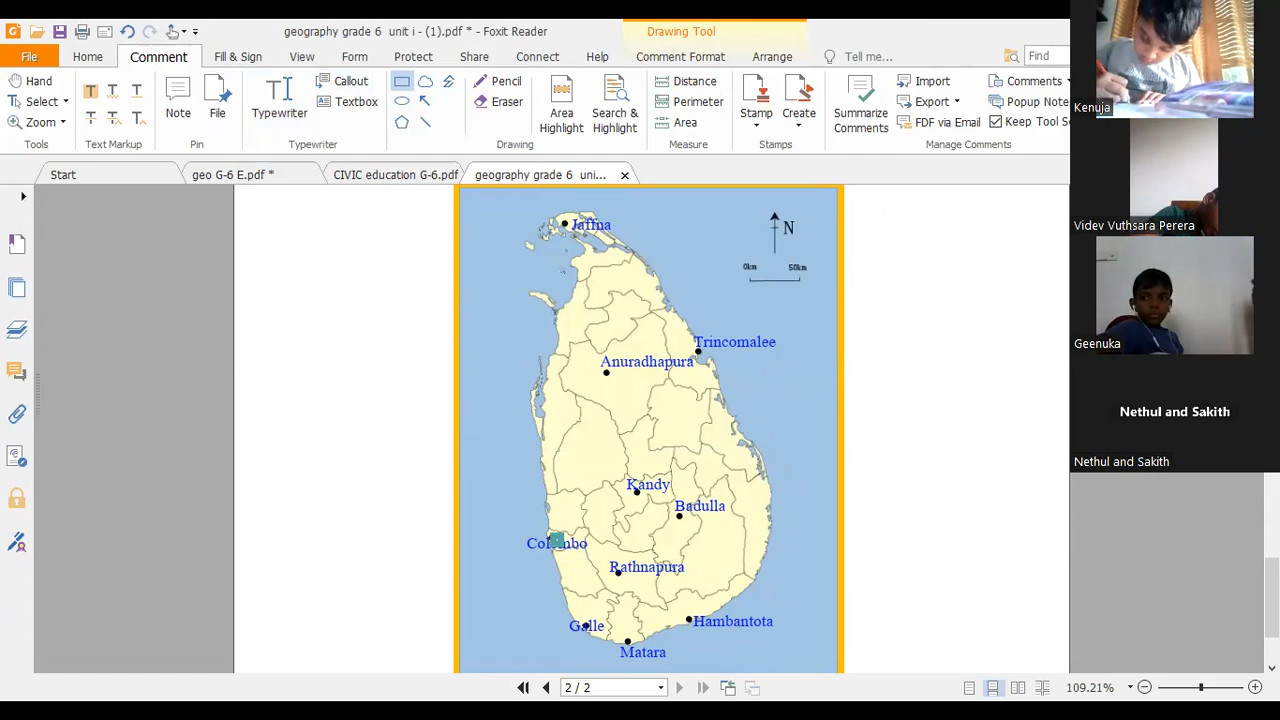 geography grade 6 unit i - (1).pdf * - Foxit Reader
Drawing Tool
File Home Comment Fill & Sign View Form Protect Share Connect Help Comment Format Arrange Tell me... Find
Hand
Select
Zoom
Tools
Text Markup
Note
File
Pin
Typewriter
Callout
Textbox
Typewriter
Pencil
Eraser
Area Highlight
Search & Highlight
Drawing
Distance
Perimeter
Area
Measure
Stamp
Create
Stamps
Summarize Comments
Import
Export
FDF via Email
Comments
Popup Note
Keep Tool S
Manage Comments
Start
geo G-6 E.pdf *
CIVIC education G-6.pdf
geography grade 6 uni...
Jaffna
N
0km 50km
Trincomalee
Anuradhapura
Kandy
Badulla
Rathnapura
Galle
Hambantota
Matara
2 / 2
109.21%
Kenuja
Videv Vuthsara Perera
Geenuka
Nethul and Sakith
Nethul and Sakith